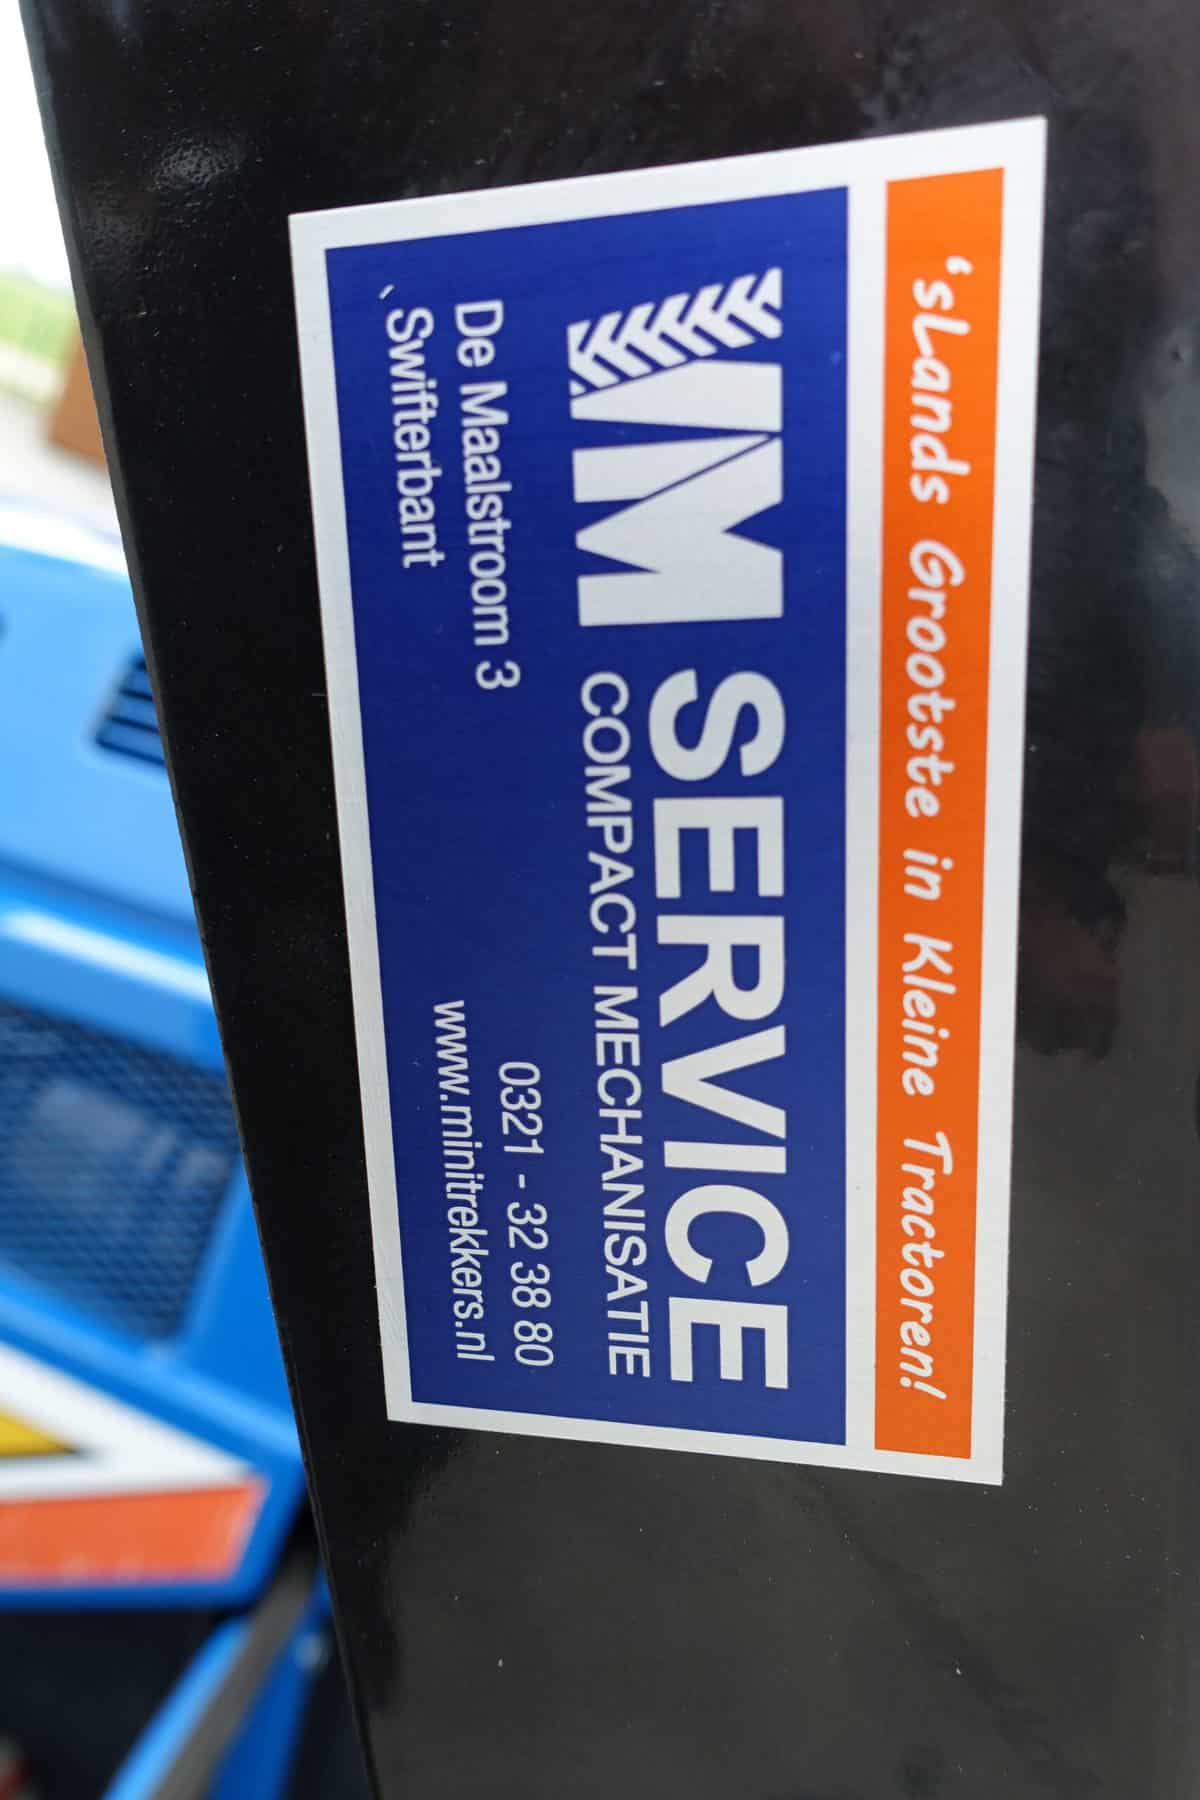 ‘sLands Grootste in Kleine Tractoren!
VM SERVICE
COMPACT MECHANISATIE
De Maalstroom 3
Swifterbant
0321 - 32 38 80
www.minitrekkers.nl